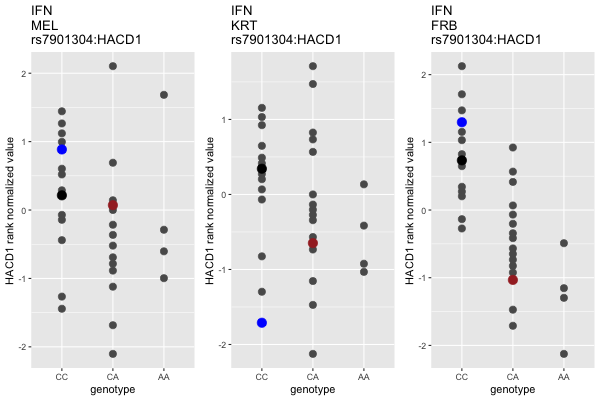 IFN
MEL
rs7901304:HACD1
HACD1 rank normalized value
2
1
0
-1
-2
CC CA AA
genotype
IFN
KRT
rs7901304:HACD1
HACD1 rank normalized value
1
0
-1
-2
CC CA AA
genotype
IFN
FRB
rs7901304:HACD1
HACD1 rank normalized value
2
1
0
-1
-2
CC CA AA
genotype